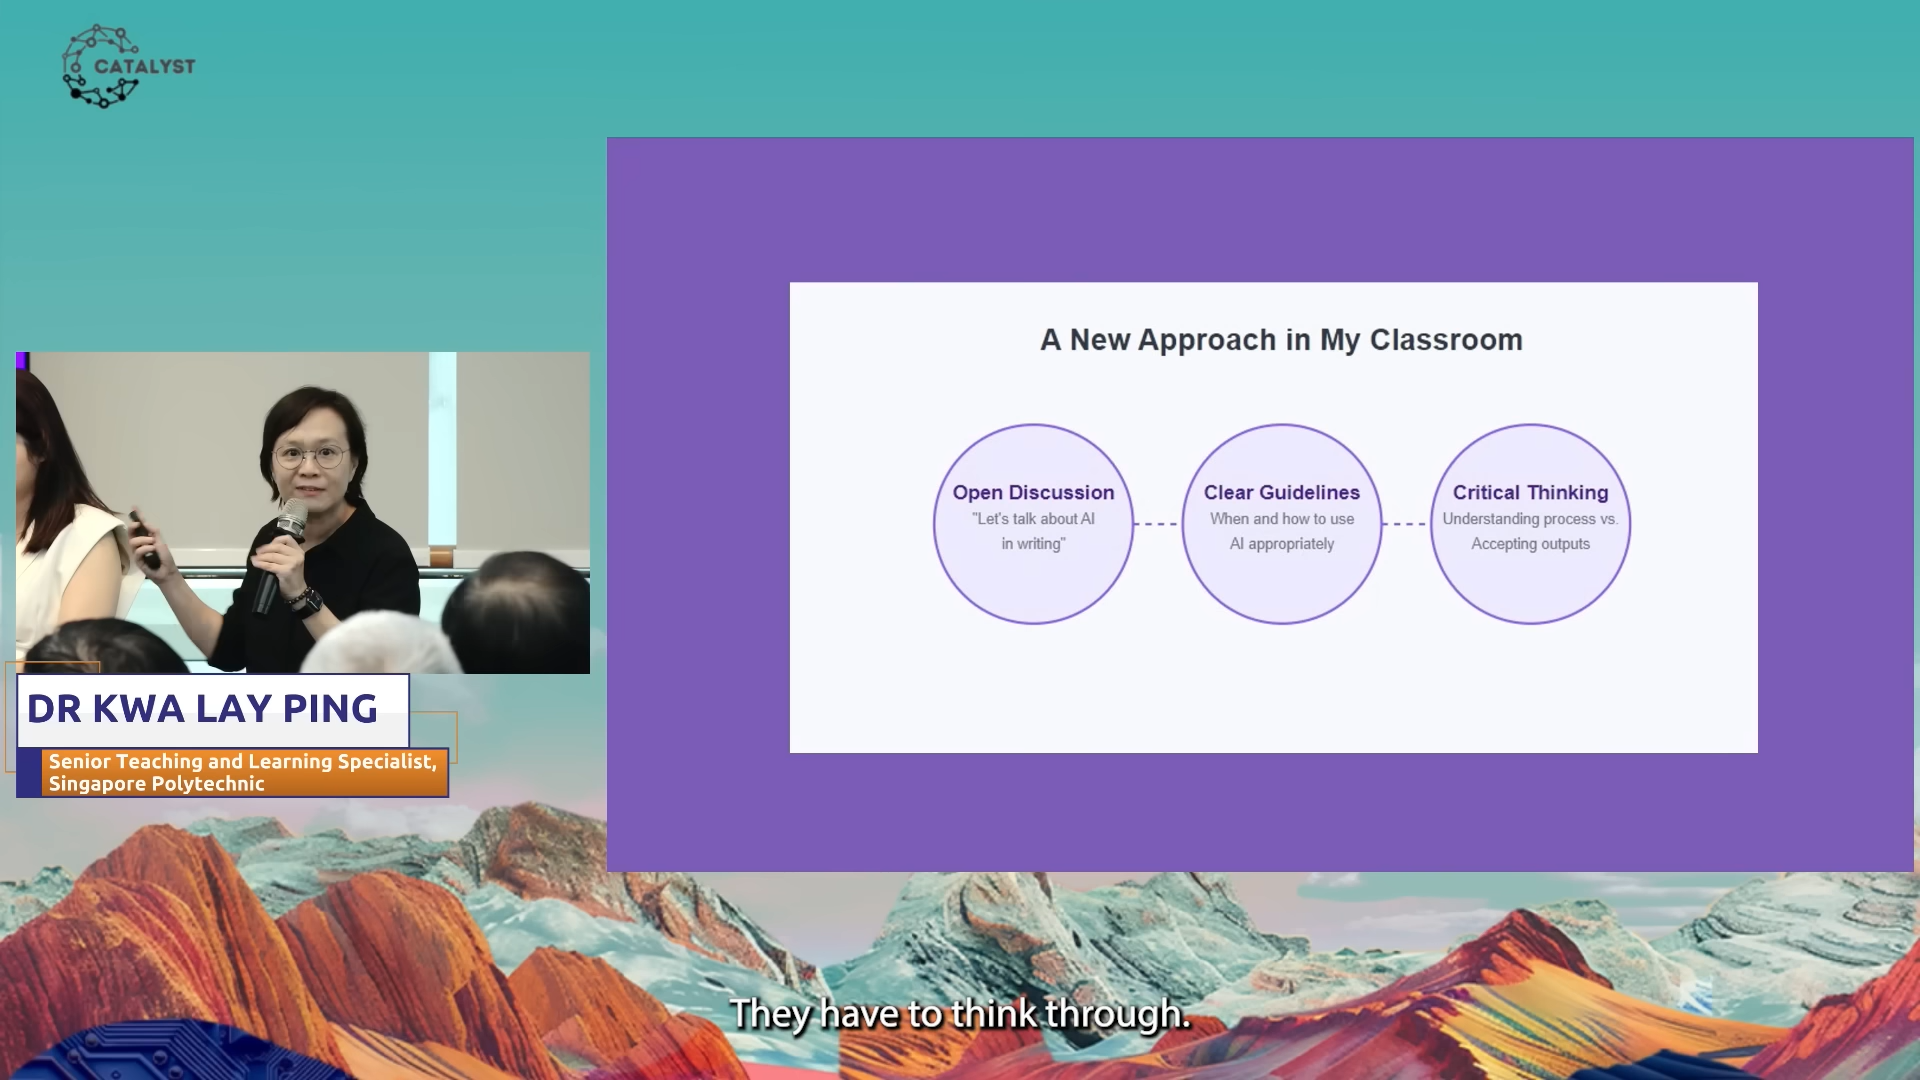 CATALYST
A New Approach in My Classroom
Open Discussion
"Let's talk about AI
in writing"
Clear Guidelines
When and how to use
AI appropriately
Critical Thinking
Understanding process vs.
Accepting outputs
DR KWA LAY PING
Senior Teaching and Learning Specialist,
Singapore Polytechnic
They have to think through.